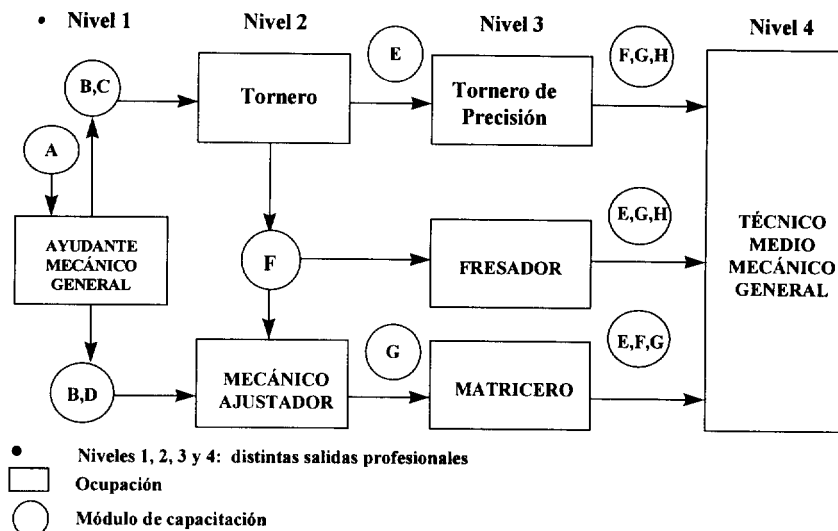 • Nivel 1 Nivel 2 Nivel 3 Nivel 4
E
F,G,H
B,C
Tornero
Tornero de
Precisión
A
AYUDANTE
MECÁNICO
GENERAL
F
E,G,H
FRESADOR
TÉCNICO
MEDIO
MECÁNICO
GENERAL
B,D
MECÁNICO
AJUSTADOR
G
MATRICERO
E,F,G
• Niveles 1, 2, 3 y 4: distintas salidas profesionales
Ocupación
Módulo de capacitación